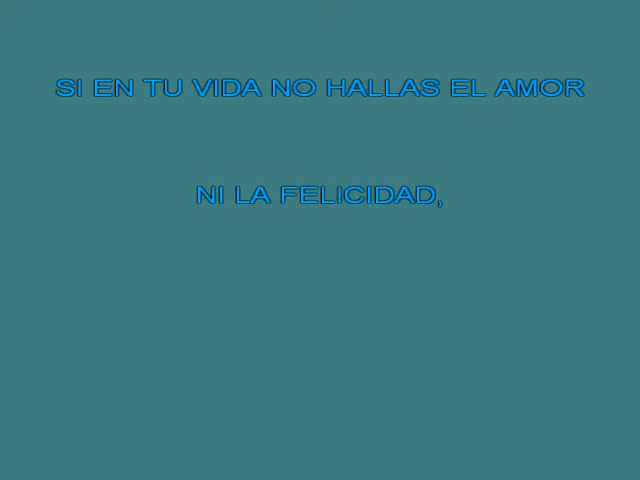 SI EN TU VIDA NO HALLAS EL AMOR
NI LA FELICIDAD,